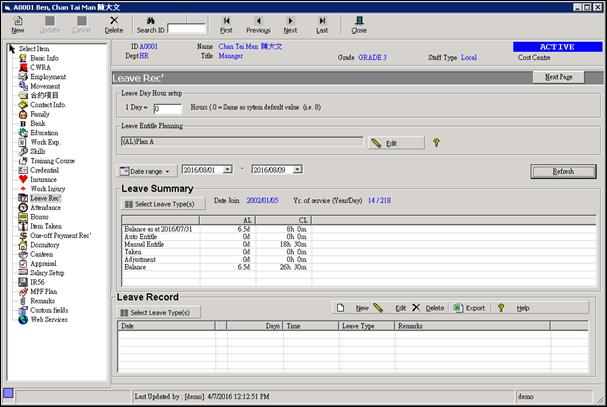 A0001 Ben, Chan Tai Man 陳大文
New Update Cancel Delete Search ID First Previous Next Last Close
Select Item
Basic Info
CWRA
Employment
Movement
合約項目
Contact Info.
Family
Bank
Education
Work Exp.
Skills
Training Course
Credential
Insurance
Work Injury
Leave Rec'
Attendance
Bonus
Item Taken
One-off Payment Rec'
Dormitory
Canteen
Appraisal
Salary Setup
IR56
MPF Plan
Remarks
Custom fields
Web Services
ID A0001 Name Chan Tai Man 陳大文 ACTIVE
Dept HR Title Manager Grade GRADE 3 Staff Type Local Cost Centre
Leave Rec' Next Page
Leave Day Hour setup
1 Day = 0 Hours ( 0 = Same as sytem default value (i.e. 8)
Leave Entitle Planning
(AL)Plan A Edit ?
Date range 2016/08/01 - 2016/08/09 Refresh
Leave Summary
Select Leave Type(s) Date Join 2002/01/05 Yr. of service (Year/Day) 14 / 218
AL CL
Balance as at 2016/07/31 6.5d 8h 0m
Auto Entitle 0d 0h 0m
Manual Entitle 0d 18h 30m
Taken 0d 0h 0m
Adjustment 0d 0h 0m
Balance 6.5d 26h 30m
Leave Record
Select Leave Type(s) New Edit Delete Export ? Help
Date Days Time Leave Type Remarks
Last Updated by : [demo] 4/7/2016 12:12:51 PM demo